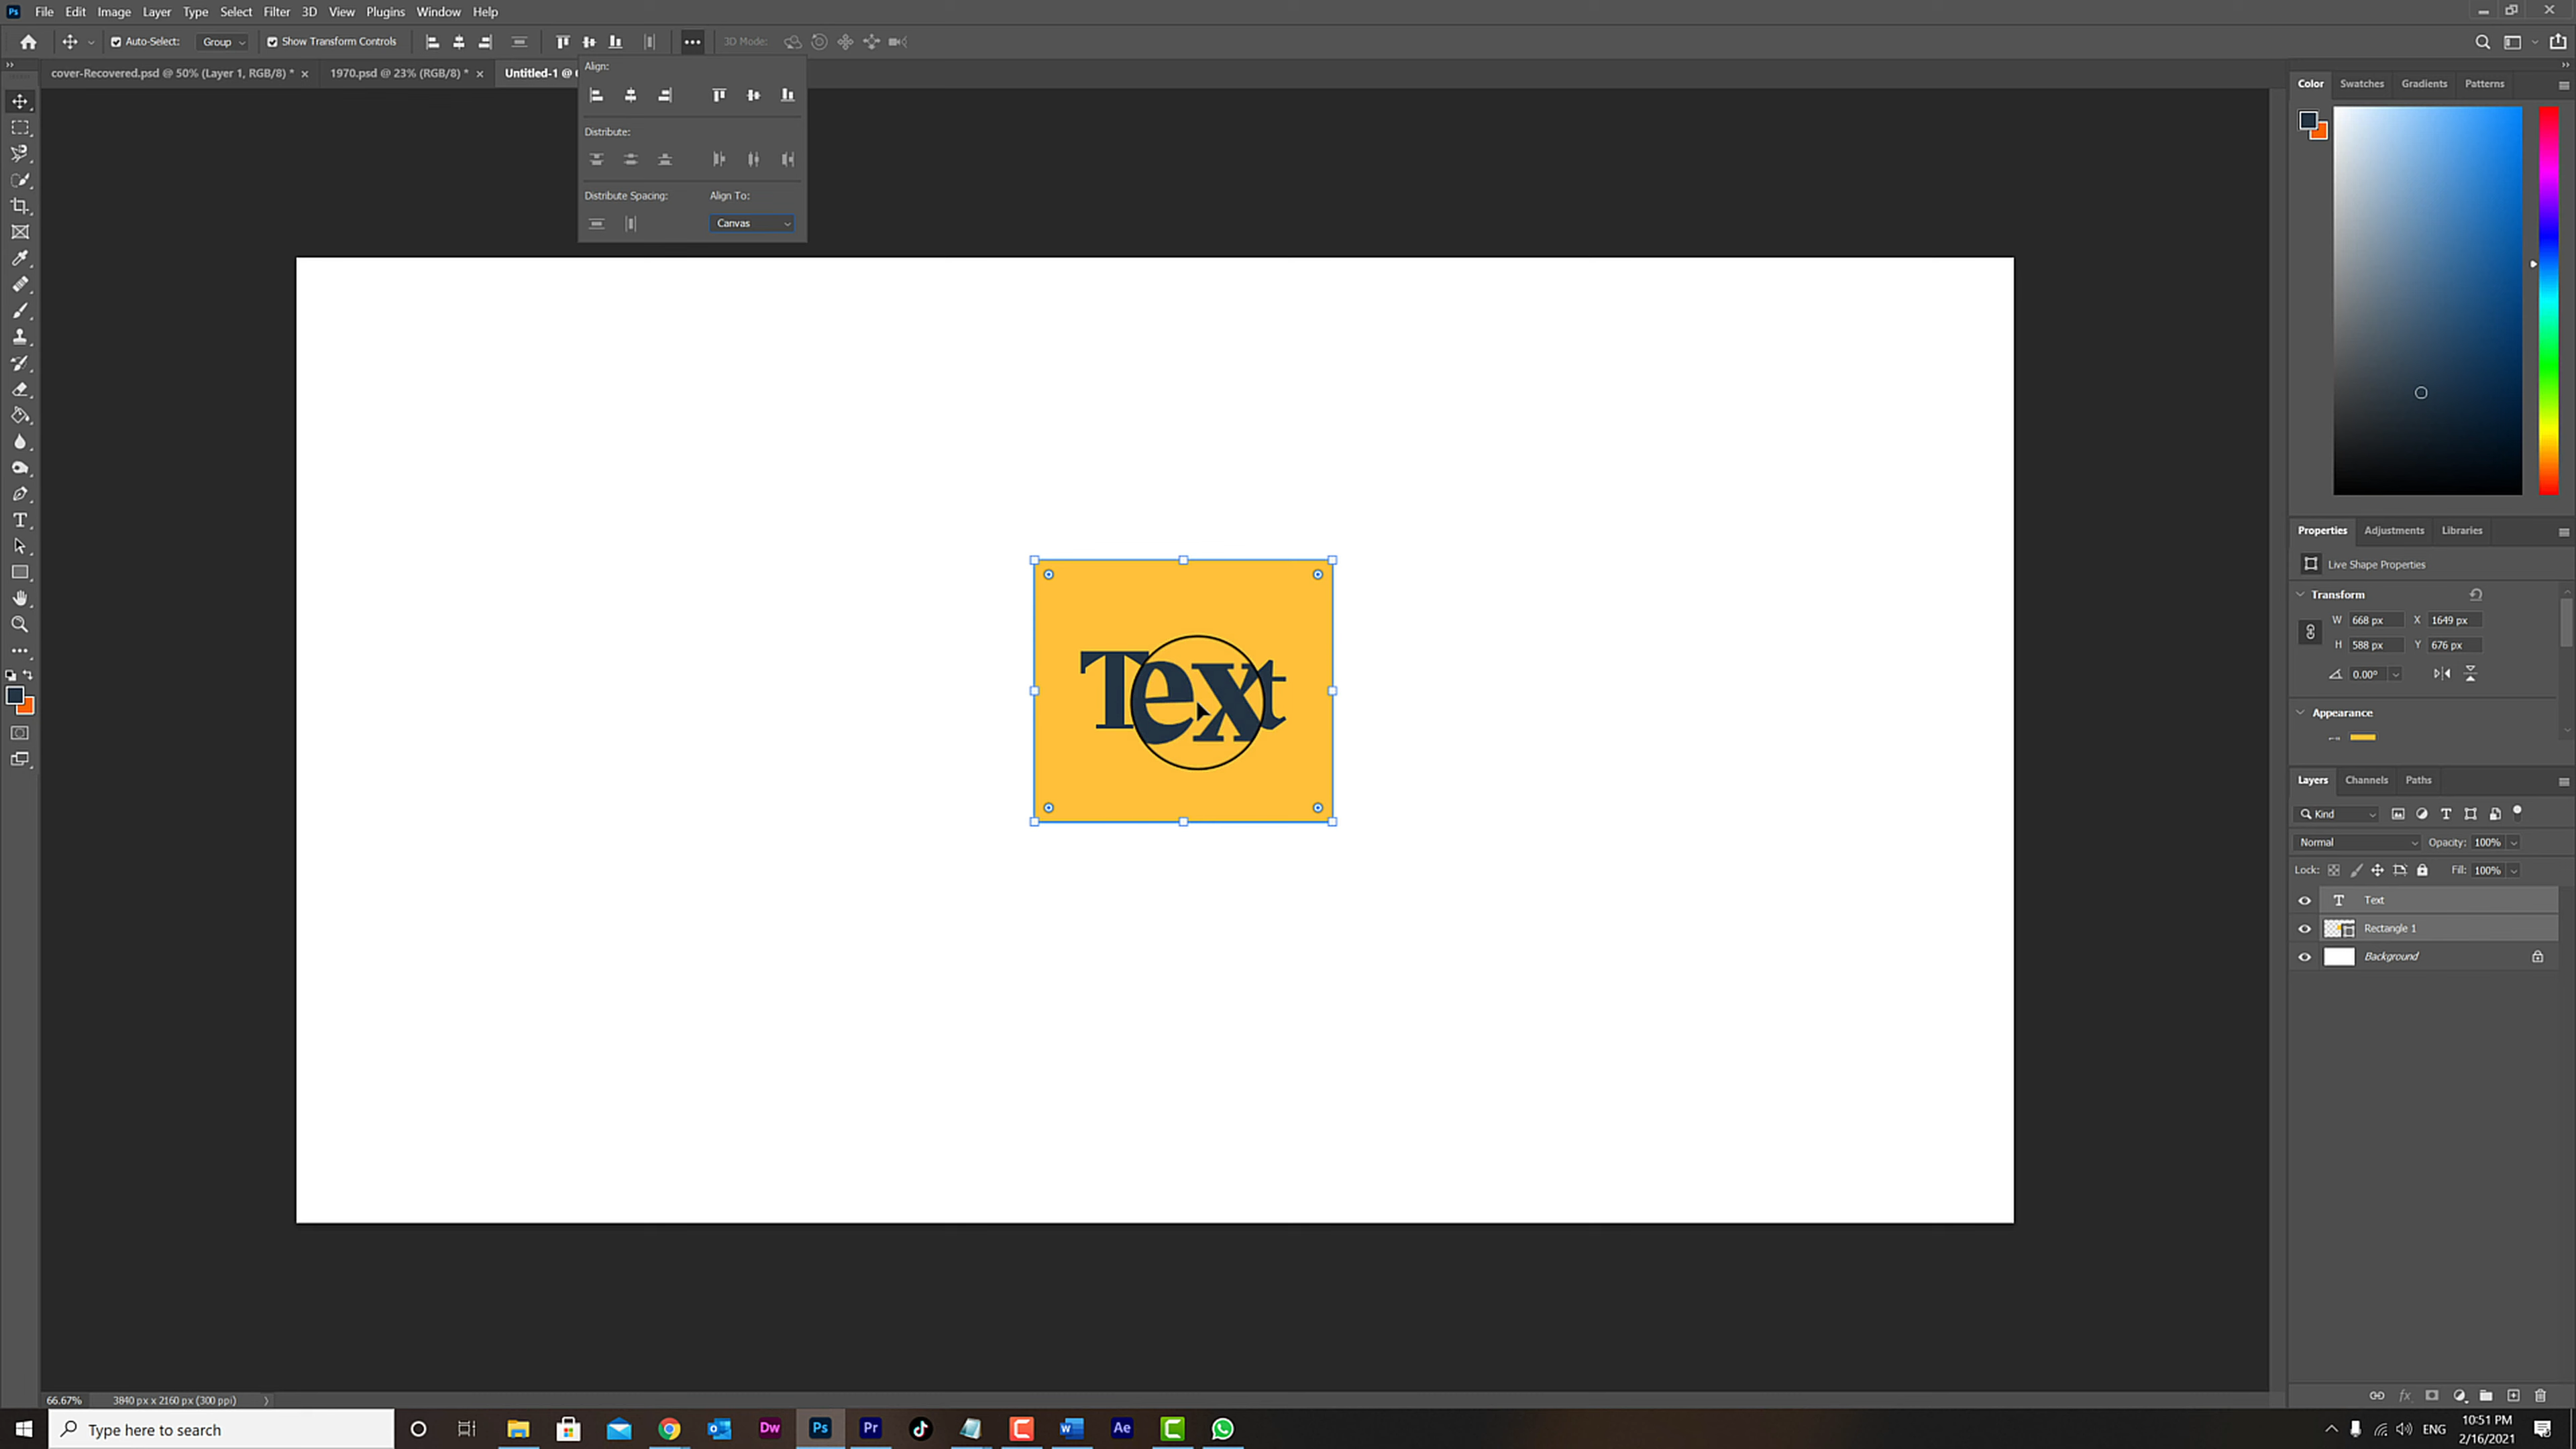 Ps File Edit Image Layer Type Select Filter 3D View Plugins Window Help
Auto-Select: Group Show Transform Controls 3D Mode:
cover-Recovered.psd @ 50% (Layer 1, RGB/8) * × 1970.psd @ 23% (RGB/8) * × Untitled-1 @
Align:
Distribute:
Distribute Spacing: Align To:
Canvas
Text
Color Swatches Gradients Patterns
Properties Adjustments Libraries
Live Shape Properties
Transform
W 668 px X 1649 px
H 588 px Y 676 px
0.00°
Appearance
Layers Channels Paths
Kind
Normal Opacity: 100%
Lock: Fill: 100%
T Text
Rectangle 1
Background
66.67% 3840 px x 2160 px (300 ppi)
Type here to search
Dw Ps Pr Ae
ENG 10:51 PM
2/16/2021